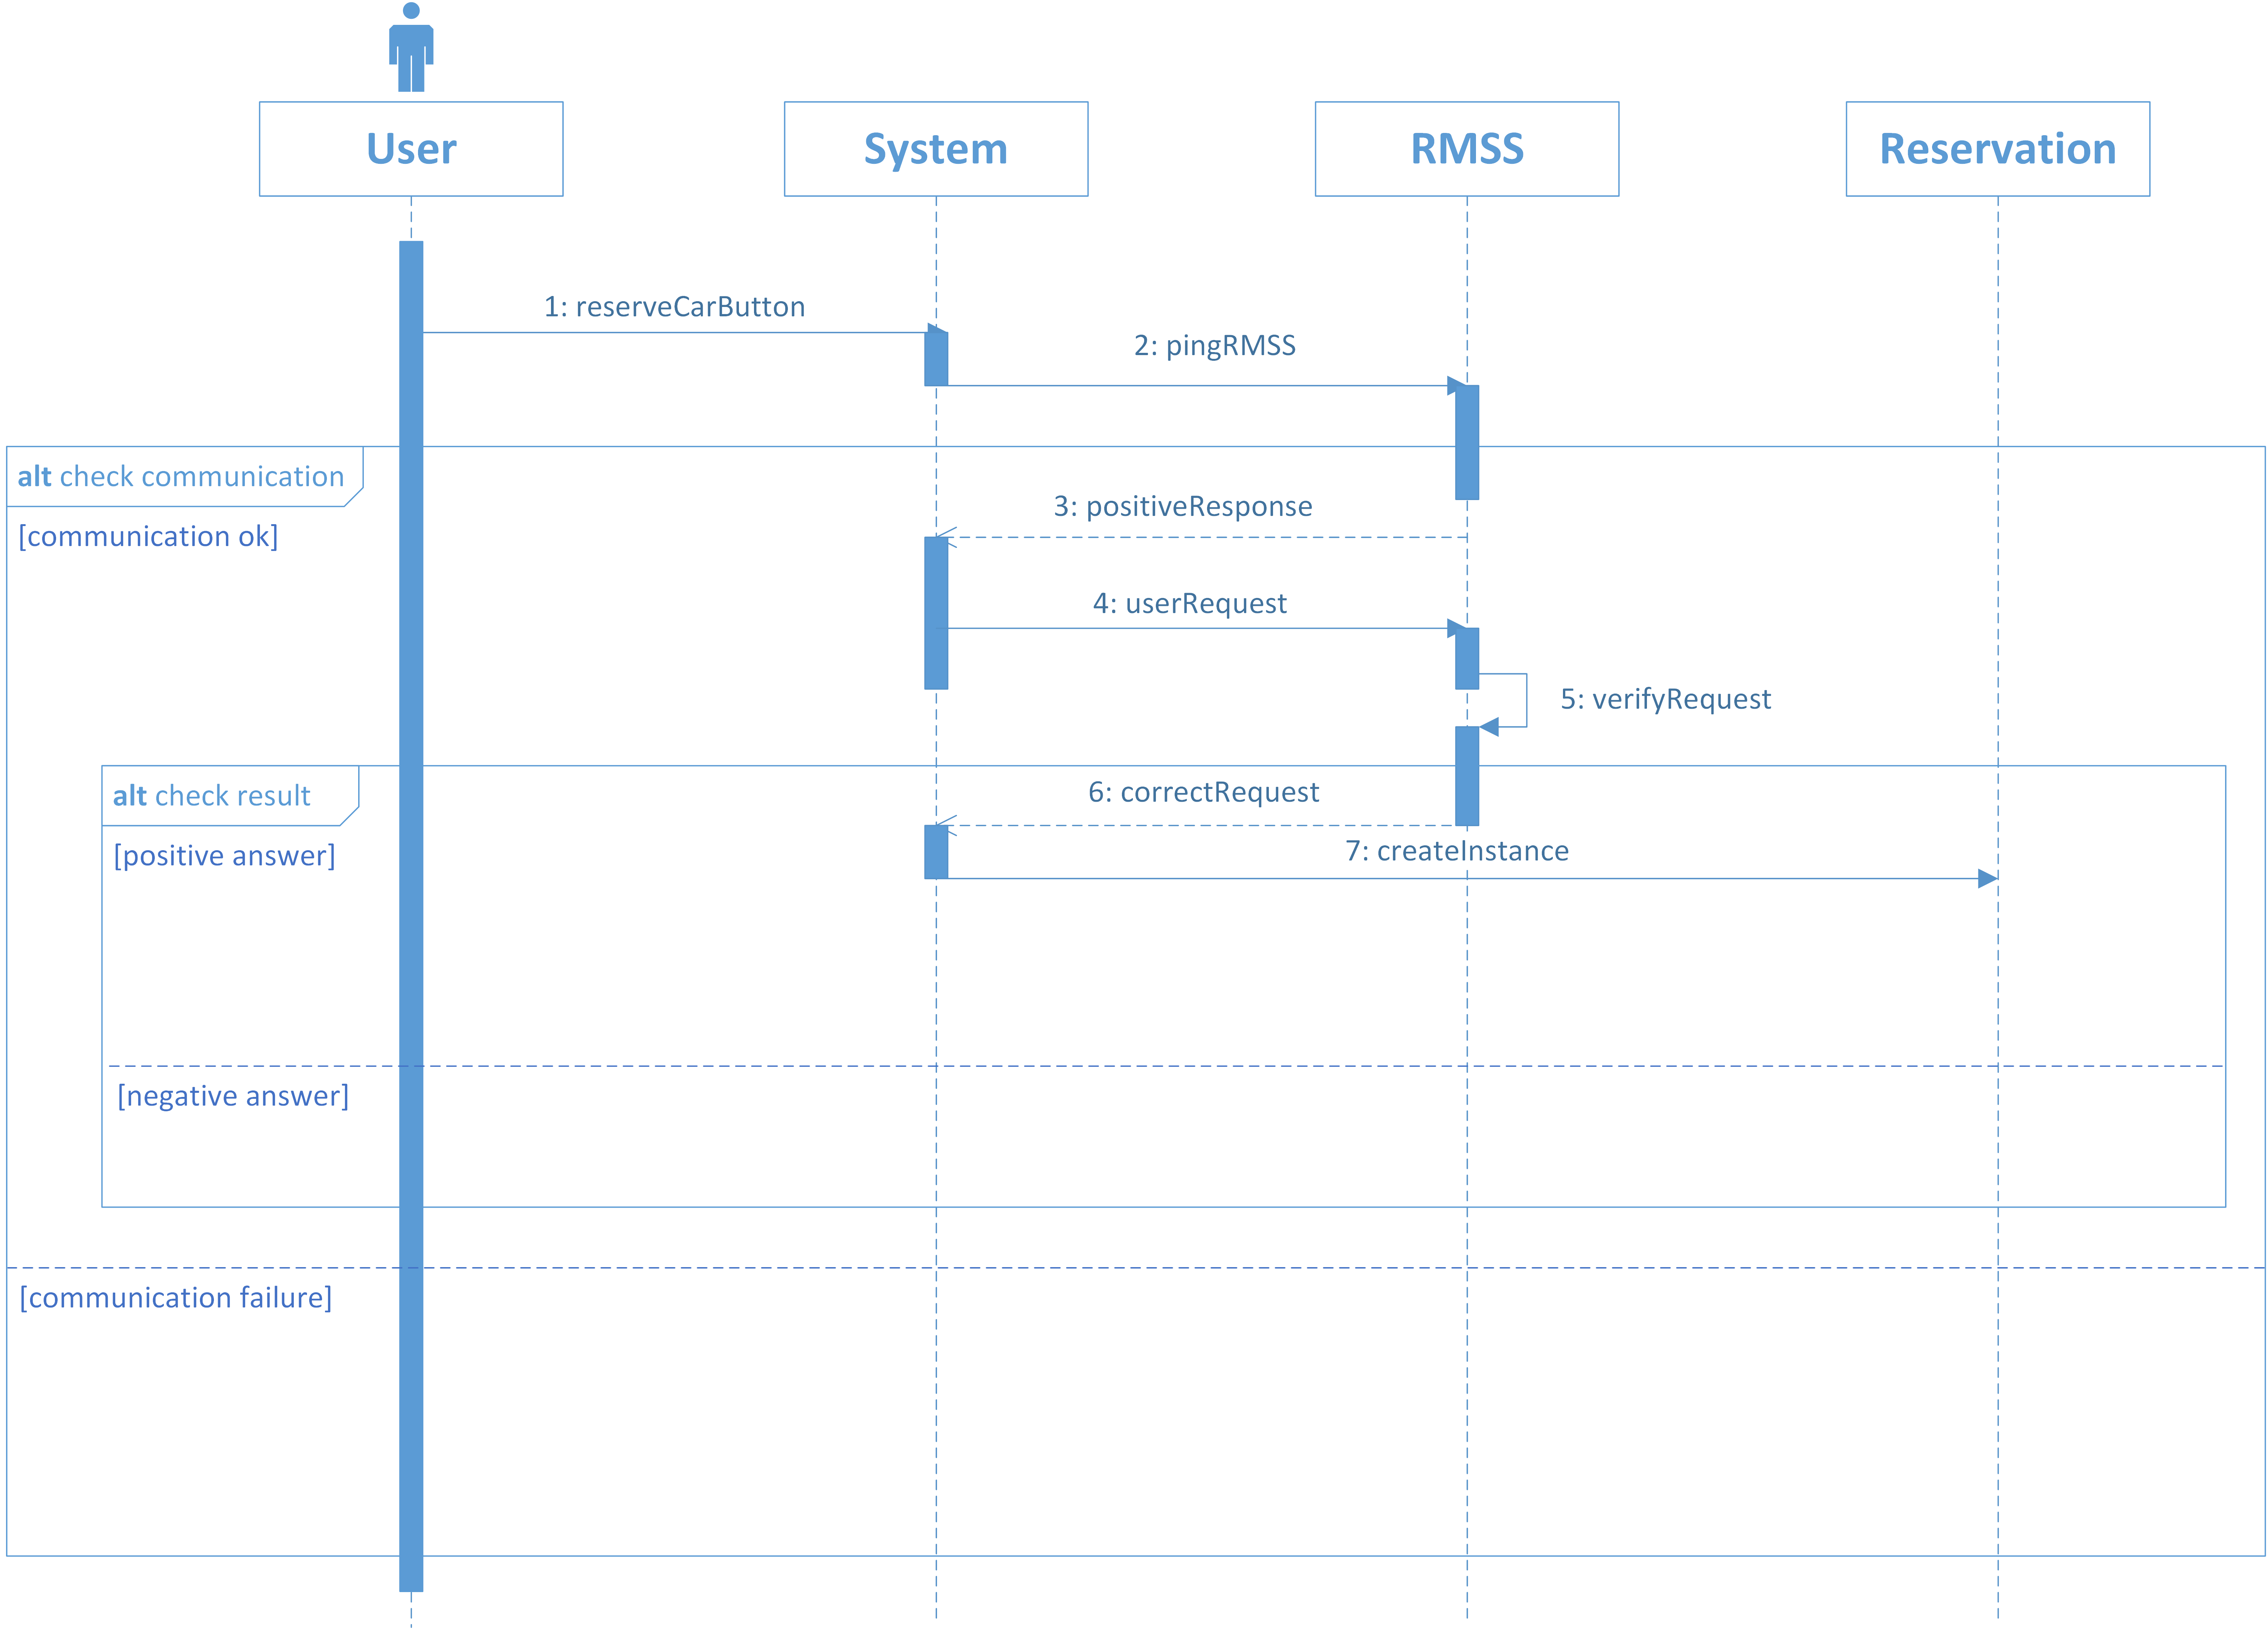 User
System
RMSS
Reservation
1: reserveCarButton
2: pingRMSS
alt check communication
3: positiveResponse
[communication ok]
4: userRequest
5: verifyRequest
alt check result
6: correctRequest
[positive answer]
7: createInstance
[negative answer]
[communication failure]